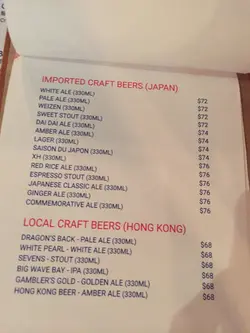 IMPORTED CRAFT BEERS (JAPAN)
WHITE ALE (330ML) $72
PALE ALE (330ML) $72
WEIZEN (330ML) $72
SWEET STOUT (330ML) $74
DAI DAI ALE (330ML) $74
AMBER ALE (330ML) $74
LAGER (330ML) $74
SAISON DU JAPON (330ML) $76
XH (330ML) $76
RED RICE ALE (330ML) $76
ESPRESSO STOUT (330ML) $76
JAPANESE CLASSIC ALE (330ML) $76
GINGER ALE (330ML) $76
COMMEMORATIVE ALE (330ML) $76
LOCAL CRAFT BEERS (HONG KONG)
DRAGON'S BACK - PALE ALE (330ML) $68
WHITE PEARL - WHITE ALE (330ML) $68
SEVENS - STOUT (330ML) $68
BIG WAVE BAY - IPA (330ML) $68
GAMBLER'S GOLD - GOLDEN ALE (330ML) $68
HONG KONG BEER - AMBER ALE (330ML) $68